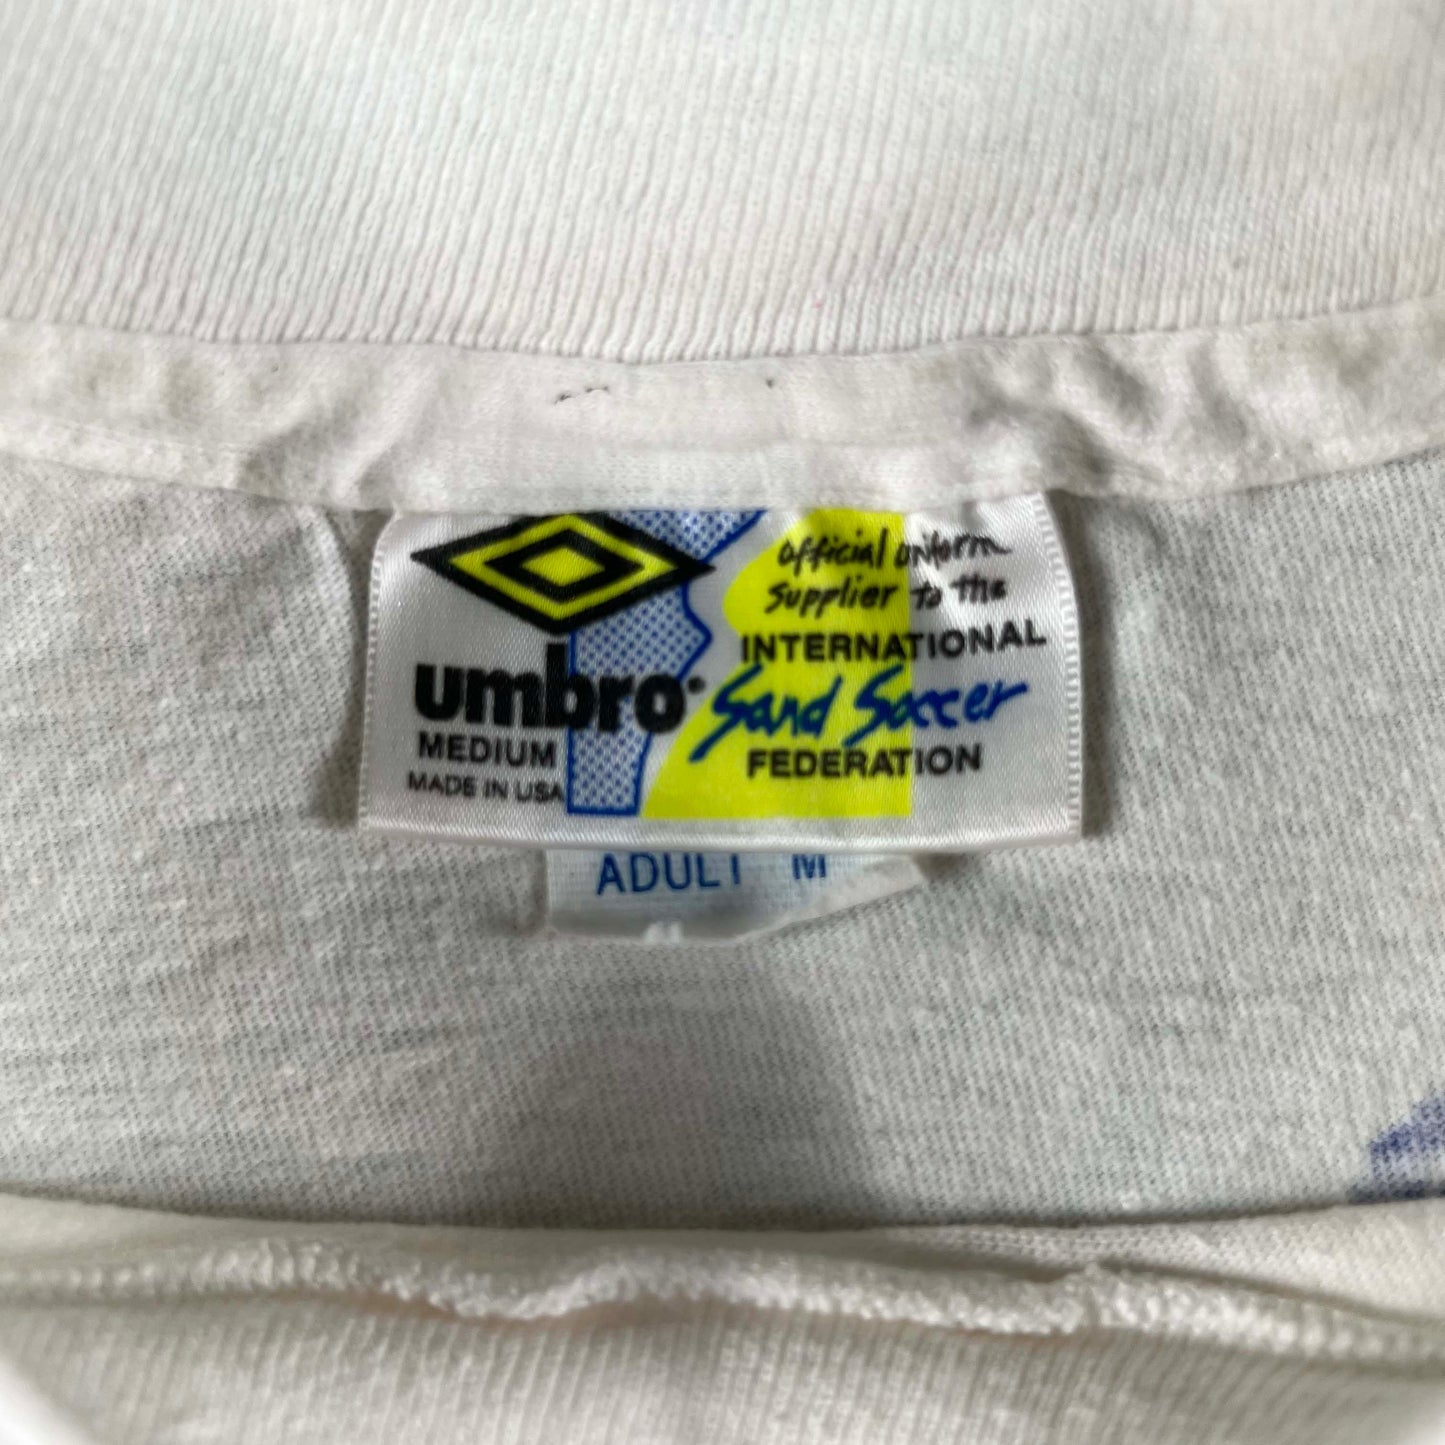 umbro®
MEDIUM
MADE IN USA
official uniform
supplier to the
INTERNATIONAL
Sand Soccer
FEDERATION
ADULT M